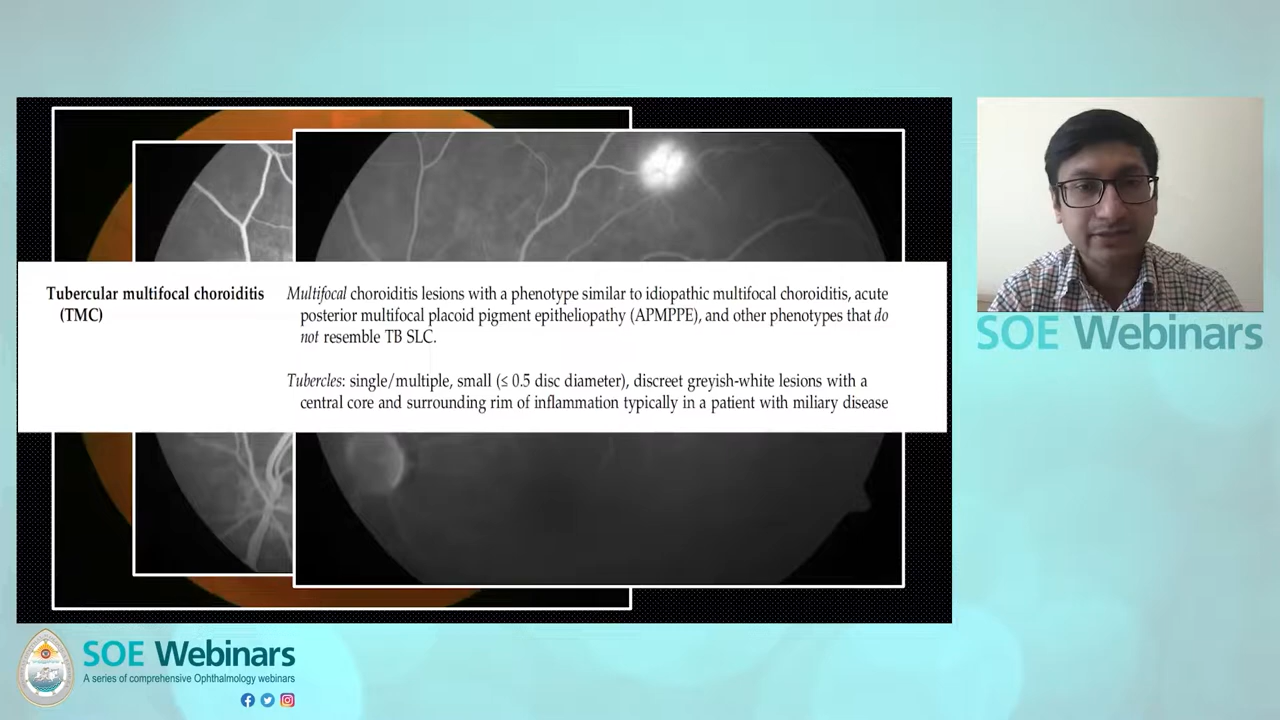 Tubercular multifocal choroiditis
(TMC)
Multifocal choroiditis lesions with a phenotype similar to idiopathic multifocal choroiditis, acute
posterior multifocal placoid pigment epitheliopathy (APMPPE), and other phenotypes that do
not resemble TB SLC.
Tubercles: single/multiple, small (≤ 0.5 disc diameter), discreet greyish-white lesions with a
central core and surrounding rim of inflammation typically in a patient with miliary disease
SOE Webinars
SOE Webinars
A series of comprehensive Ophthalmology webinars